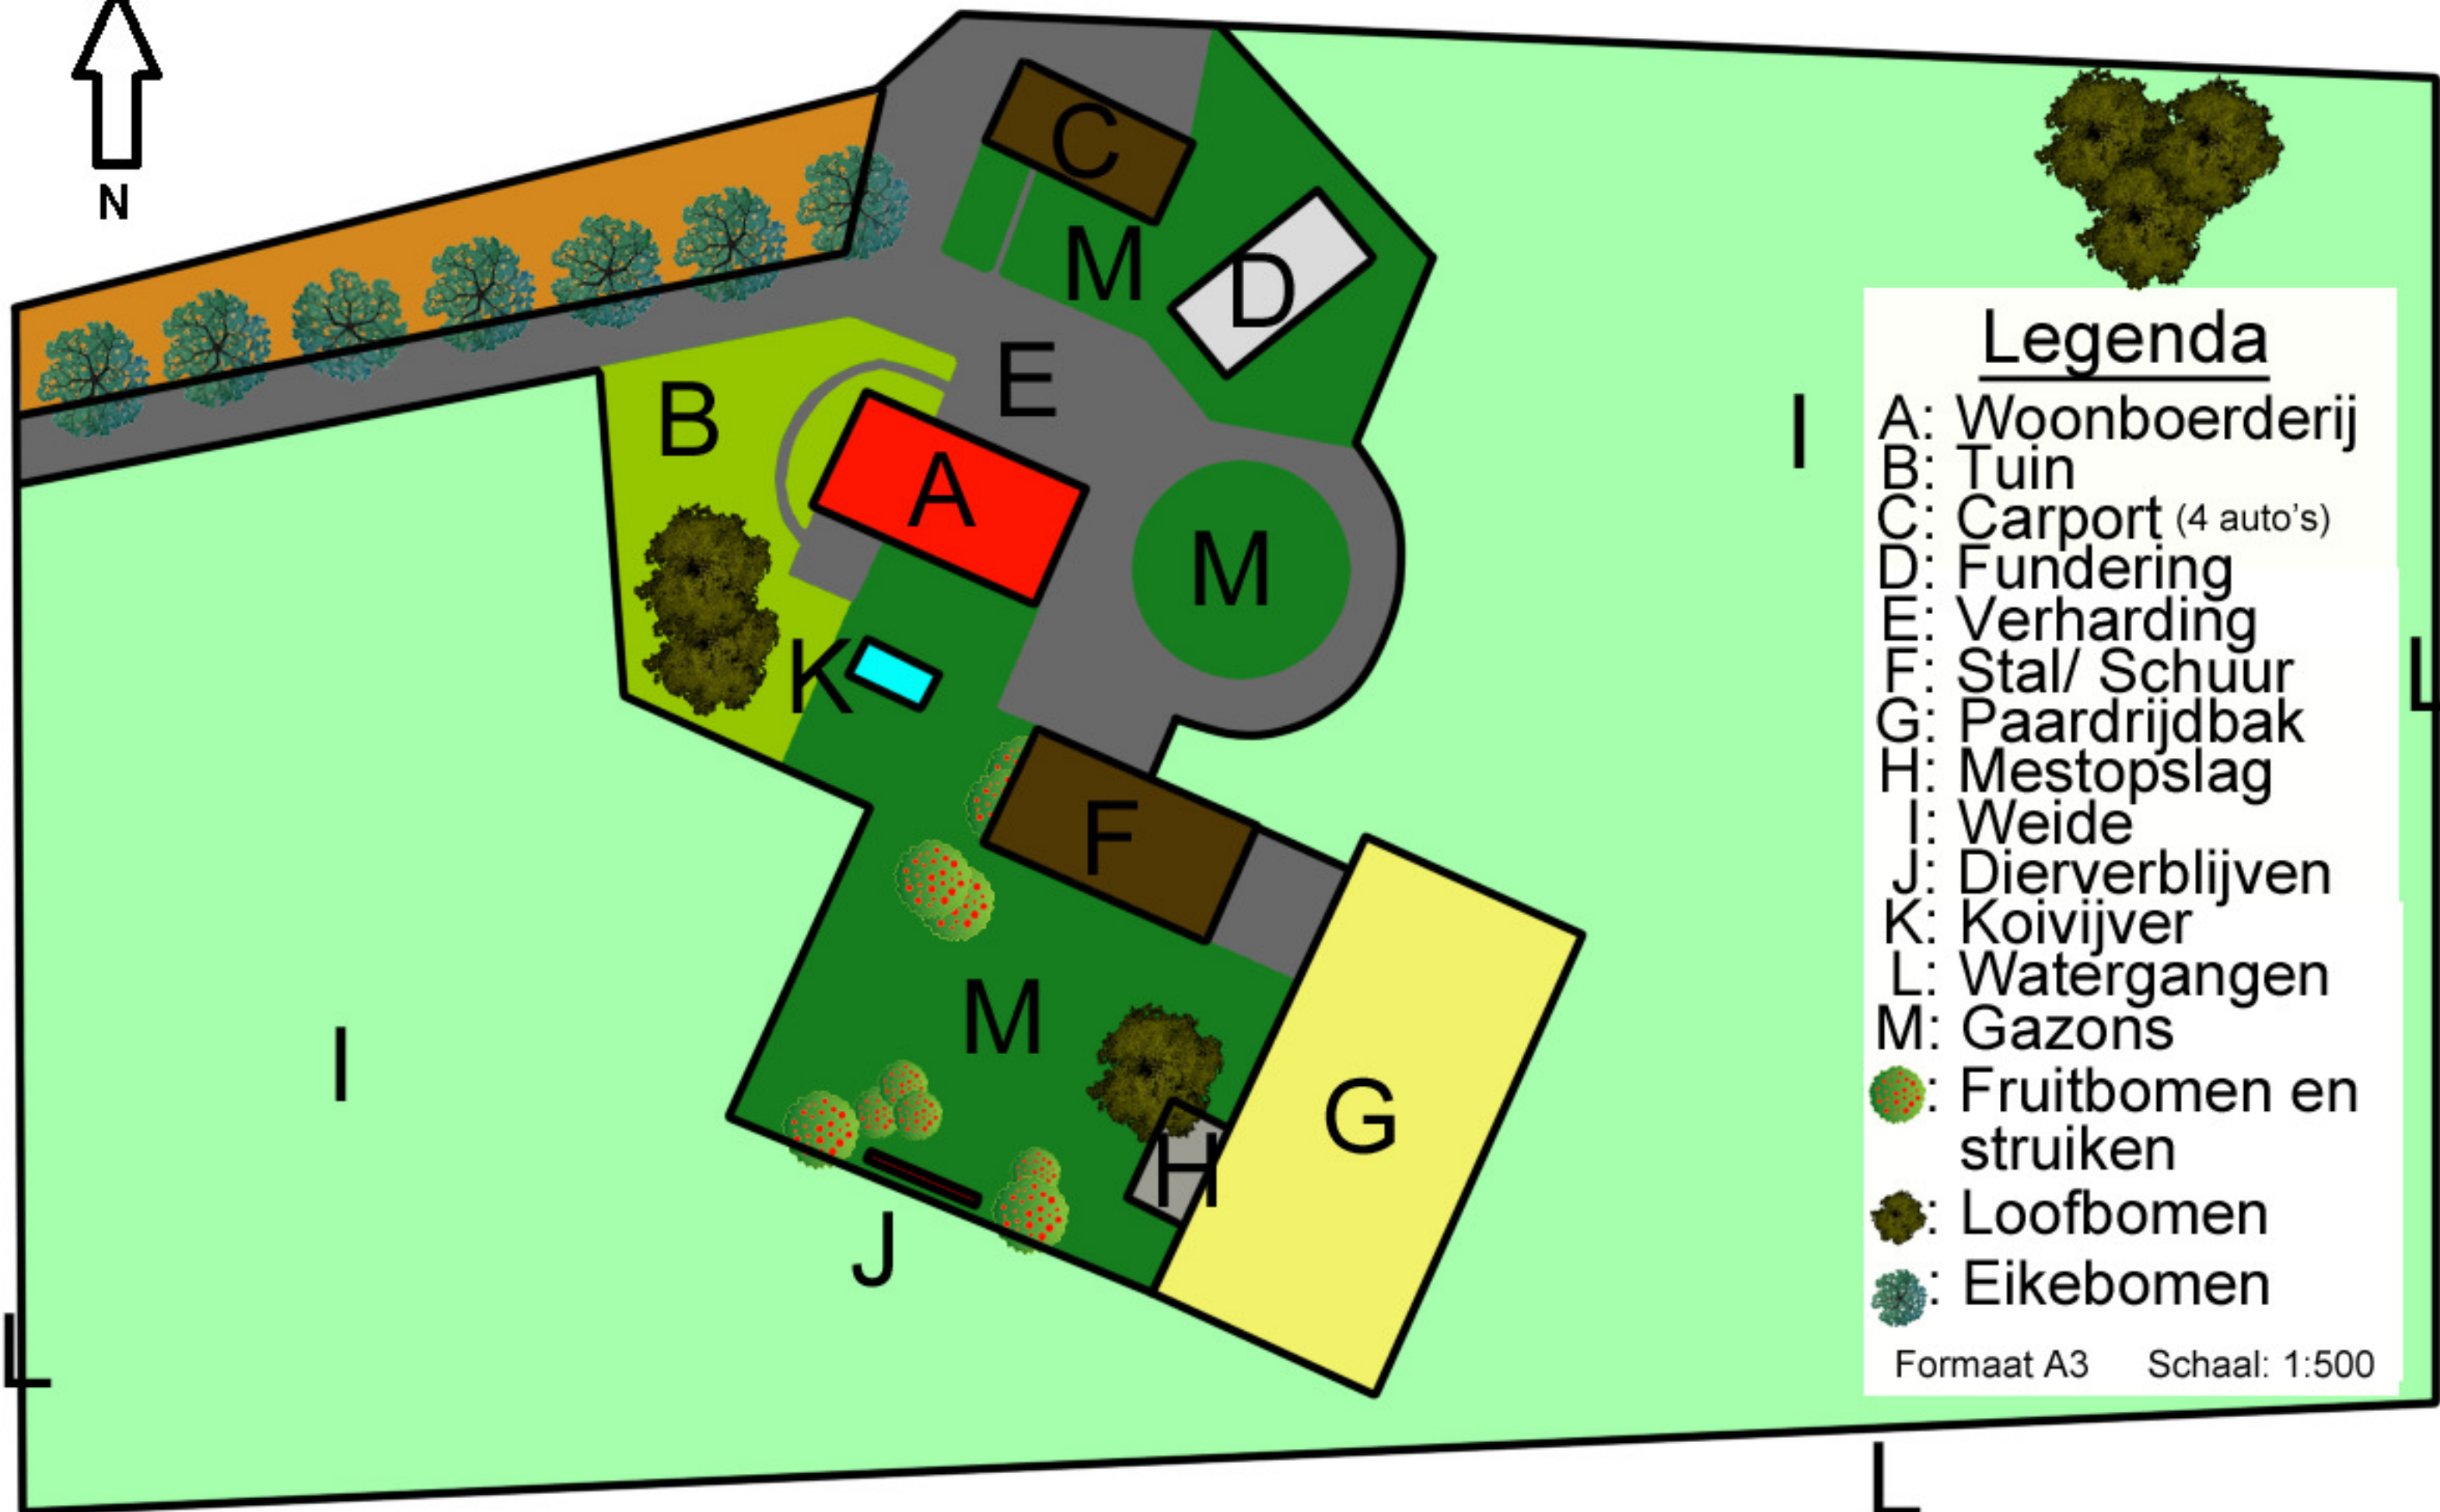 N
C
M
D
E
B
A
M
K
F
M
G
H
J
I
I
L
L
L
Legenda
A: Woonboerderij
B: Tuin
C: Carport (4 auto's)
D: Fundering
E: Verharding
F: Stal/ Schuur
G: Paardrijdbak
H: Mestopslag
I: Weide
J: Dierverblijven
K: Koivijver
L: Watergangen
M: Gazons
: Fruitbomen en
struiken
: Loofbomen
: Eikebomen
Formaat A3 Schaal: 1:500